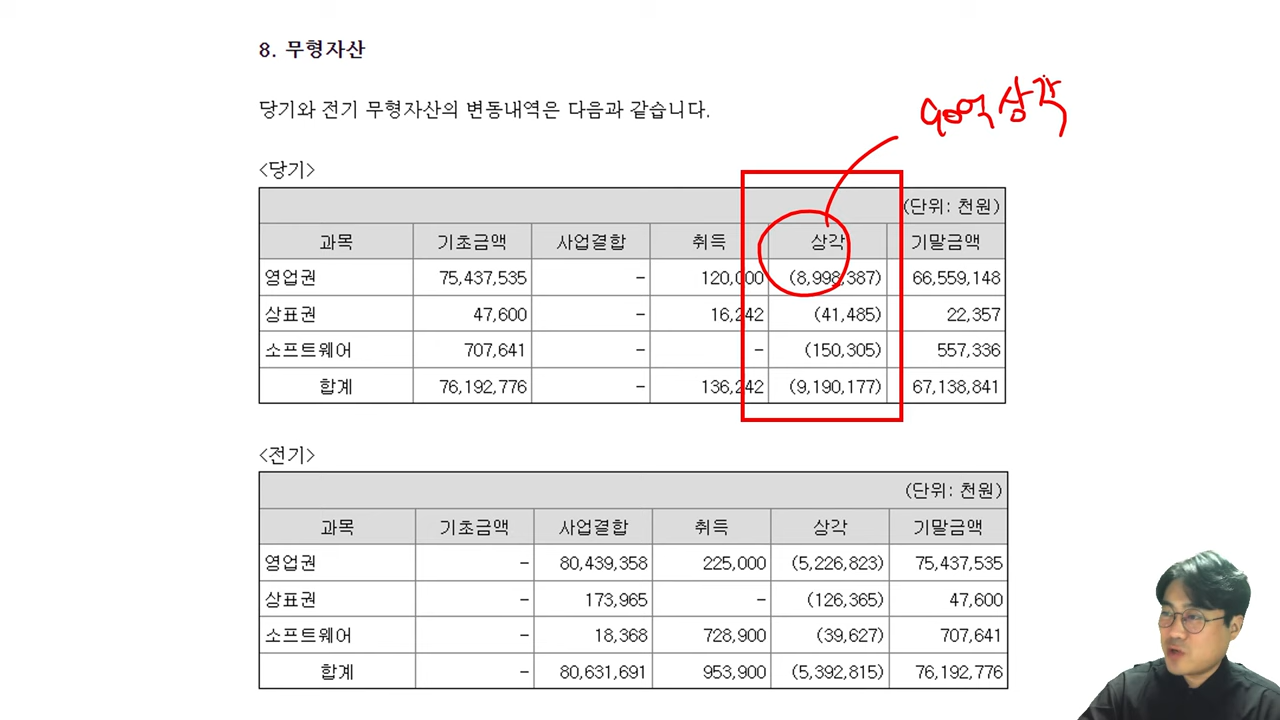 8. 무형자산
90억 상각
당기와 전기 무형자산의 변동내역은 다음과 같습니다.
<당기>
(단위: 천원)
과목 기초금액 사업결합 취득 상각 기말금액
영업권 75,437,535 - 120,000 (8,998,387) 66,559,148
상표권 47,600 - 16,242 (41,485) 22,357
소프트웨어 707,641 - - (150,305) 557,336
합계 76,192,776 - 136,242 (9,190,177) 67,138,841
<전기>
(단위: 천원)
과목 기초금액 사업결합 취득 상각 기말금액
영업권 - 80,439,358 225,000 (5,226,823) 75,437,535
상표권 - 173,965 - (126,365) 47,600
소프트웨어 - 18,368 728,900 (39,627) 707,641
합계 - 80,631,691 953,900 (5,392,815) 76,192,776